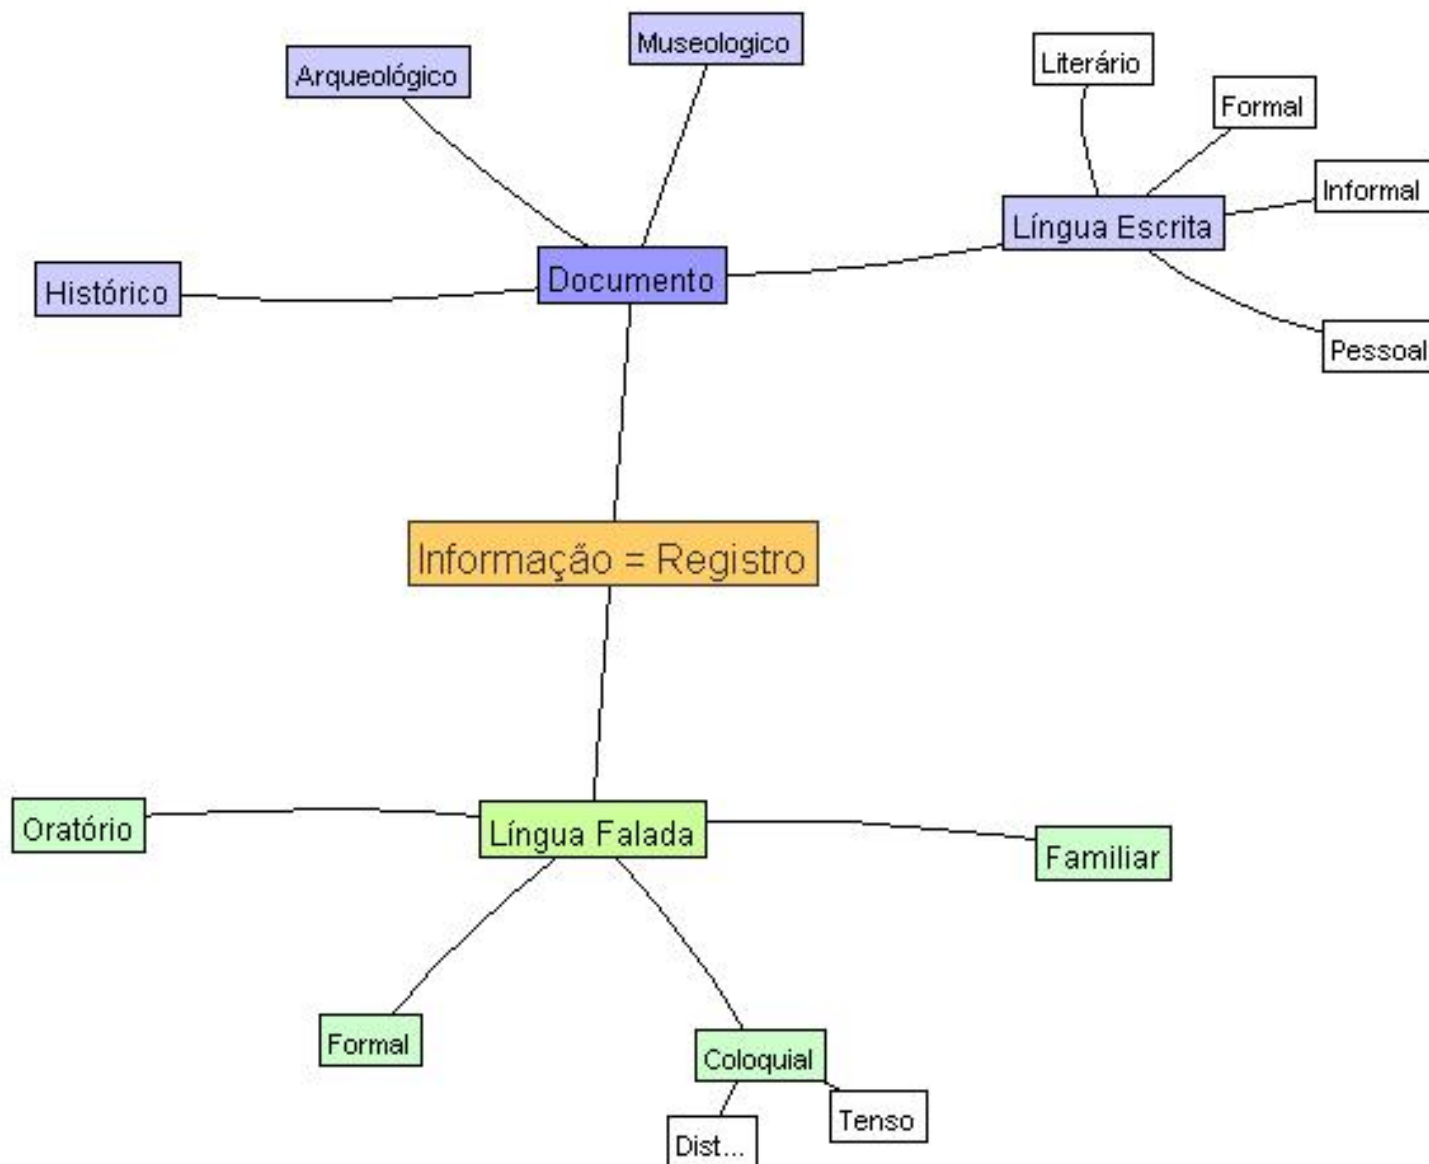 Museologico
Arqueológico
Literário
Formal
Informal
Língua Escrita
Documento
Histórico
Pessoal
Informação = Registro
Oratório
Língua Falada
Familiar
Formal
Coloquial
Tenso
Dist...